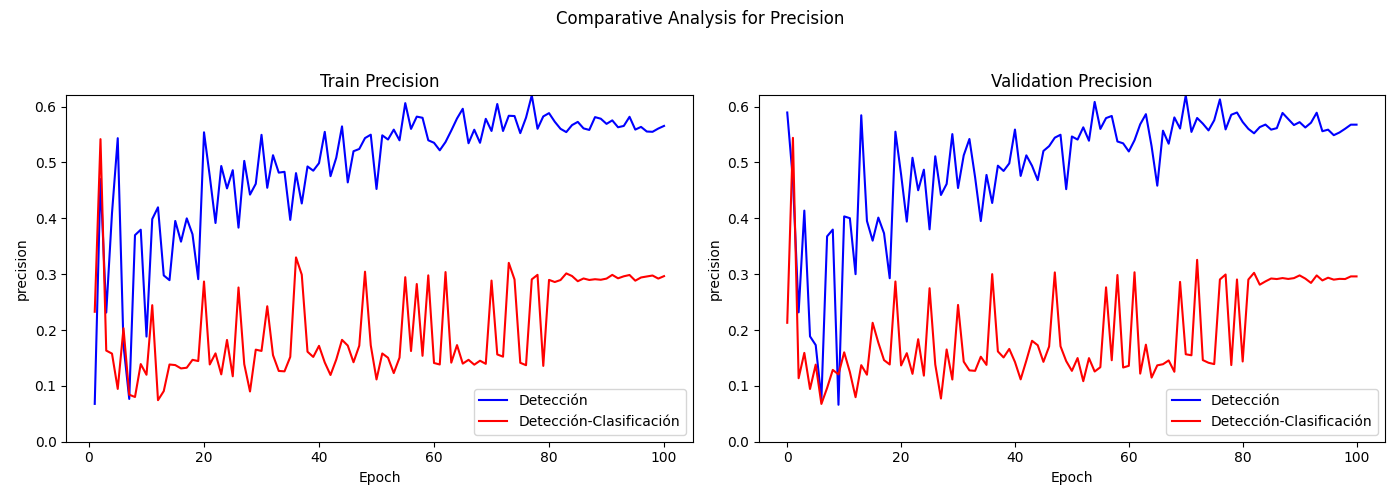 Comparative Analysis for Precision
Train Precision
precision
0.6
0.5
0.4
0.3
0.2
0.1
0.0
0 20 40 60 80 100
Epoch
Detección
Detección-Clasificación
Validation Precision
precision
0.6
0.5
0.4
0.3
0.2
0.1
0.0
0 20 40 60 80 100
Epoch
Detección
Detección-Clasificación